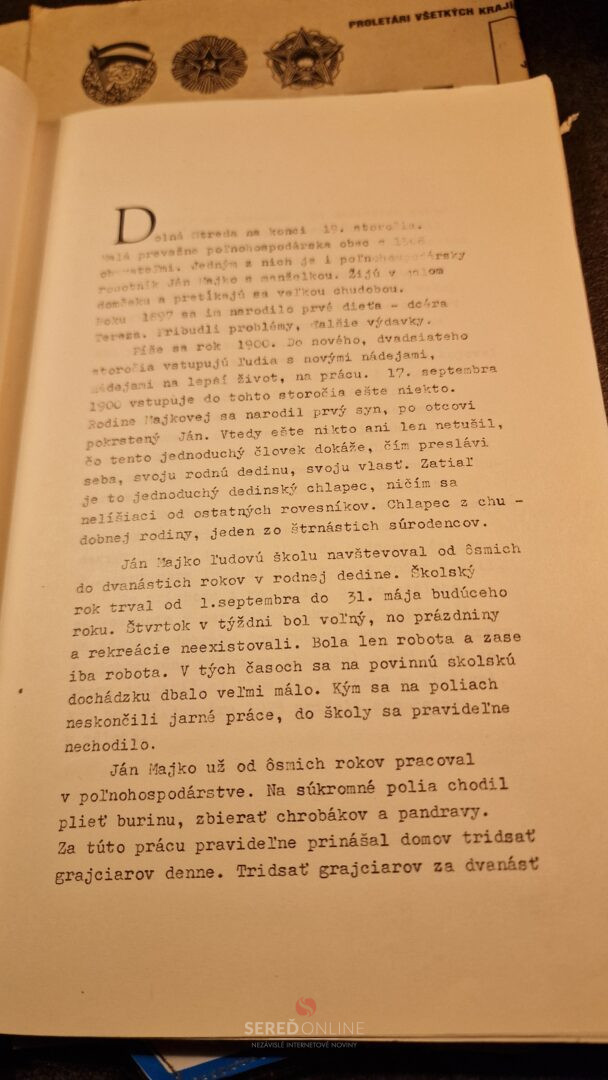 PROLETÁRI VŠETKÝCH KRAJÍ
Dolná Streda na konci 19. storočia.
Malá prevažne poľnohospodárska obec s
obyvateľmi. Jedným z nich je i poľnohospodársky
robotník Ján Majko s manželkou. Žijú v malom
domčeku a pretĺkajú sa veľkou chudobou.
Roku 1897 sa im narodilo prvé dieťa - dcéra
Tereza. Pribudli problémy, ďalšie výdavky.
Píše sa rok 1900. Do nového, dvadsiateho
storočia vstupujú ľudia s novými nádejami,
nádejami na lepší život, na prácu. 17. septembra
1900 vstupuje do tohto storočia ešte niekto.
Rodine Majkovej sa narodil prvý syn, po otcovi
pokrstený Ján. Vtedy ešte nikto ani len netušil,
čo tento jednoduchý človek dokáže, čím preslávi
seba, svoju rodnú dedinu, svoju vlasť. Zatiaľ
je to jednoduchý dedinský chlapec, ničím sa
nelíšiaci od ostatných rovesníkov. Chlapec z chu -
dobnej rodiny, jeden zo štrnástich súrodencov.
Ján Majko ľudovú školu navštevoval od ôsmich
do dvanástich rokov v rodnej dedine. Školský
rok trval od 1.septembra do 31. mája budúceho
roku. Štvrtok v týždni bol voľný, no prázdniny
a rekreácie neexistovali. Bola len robota a zase
iba robota. V tých časoch sa na povinnú skolskú
dochádzku dbalo veľmi málo. Kým sa na poliach
neskončili jarné práce, do školy sa pravideľne
nechodilo.
Ján Majko už od ôsmich rokov pracoval
v poľnohospodárstve. Na súkromné polia chodil
plieť burinu, zbierať chrobákov a pandravy.
Za túto prácu pravideľne prinášal domov tridsať
grajciarov denne. Tridsať grajciarov za dvanásť
SEREĎONLINE
NEZÁVISLÉ INTERNETOVÉ NOVINY